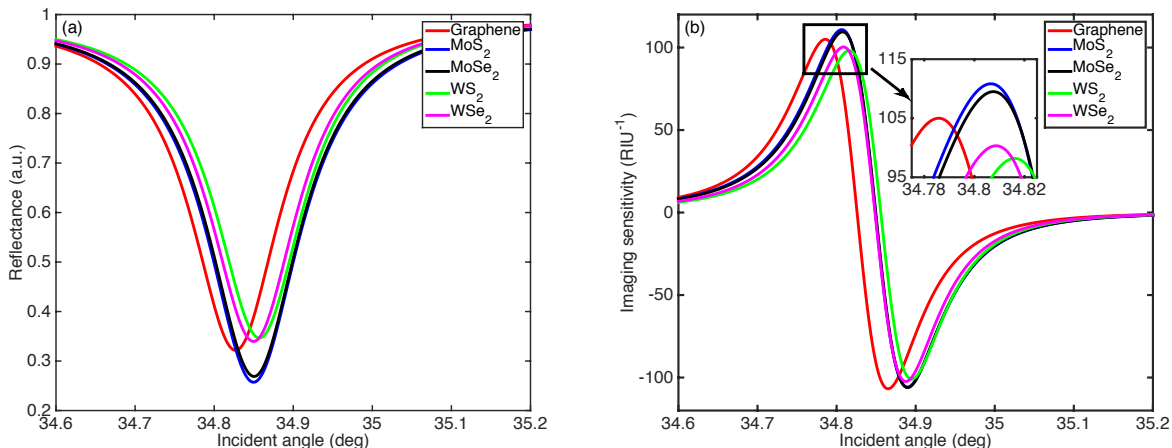 (a)
Graphene
MoS2
MoSe2
WS2
WSe2
1
0.9
0.8
0.7
0.6
0.5
0.4
0.3
0.2
Reflectance (a.u.)
34.6 34.7 34.8 34.9 35 35.1 35.2
Incident angle (deg)
(b)
Graphene
MoS2
MoSe2
WS2
WSe2
115
105
95
34.78 34.8 34.82
100
50
0
-50
-100
Imaging sensitivity (RIU-1)
34.6 34.7 34.8 34.9 35 35.1 35.2
Incident angle (deg)